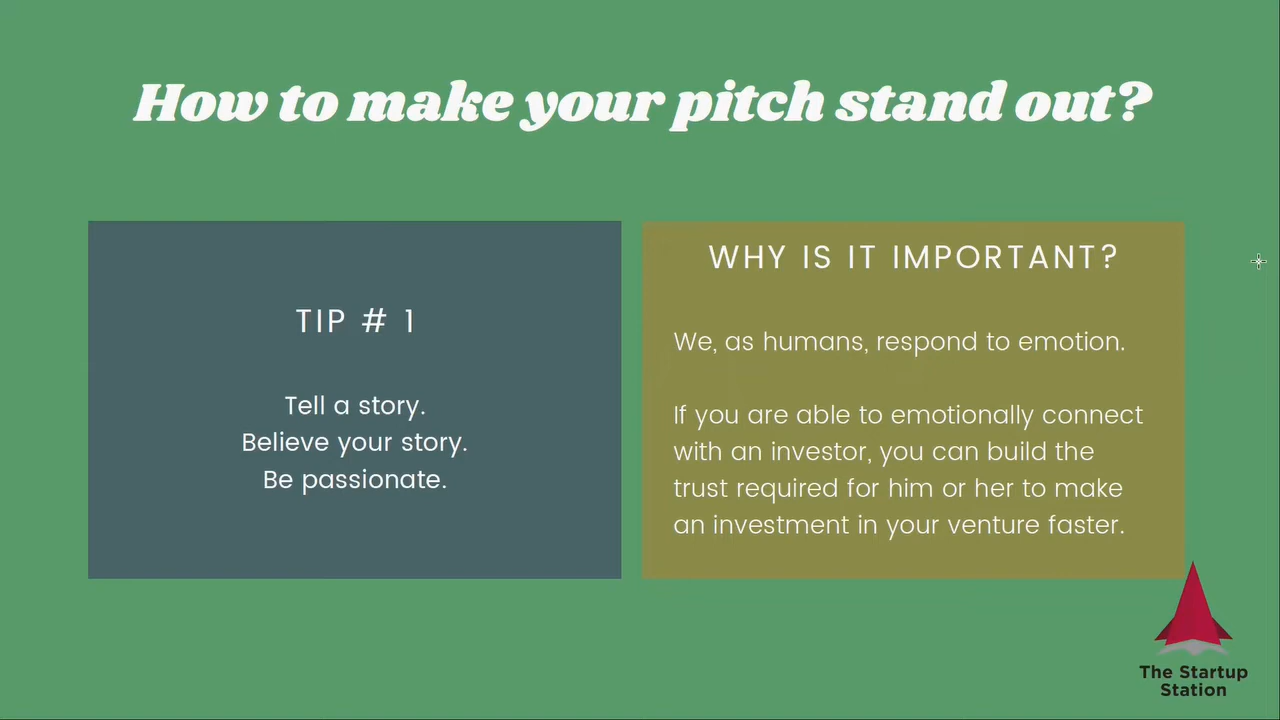 How to make your pitch stand out?
TIP # 1
Tell a story.
Believe your story.
Be passionate.
WHY IS IT IMPORTANT?
We, as humans, respond to emotion.
If you are able to emotionally connect
with an investor, you can build the
trust required for him or her to make
an investment in your venture faster.
The Startup
Station